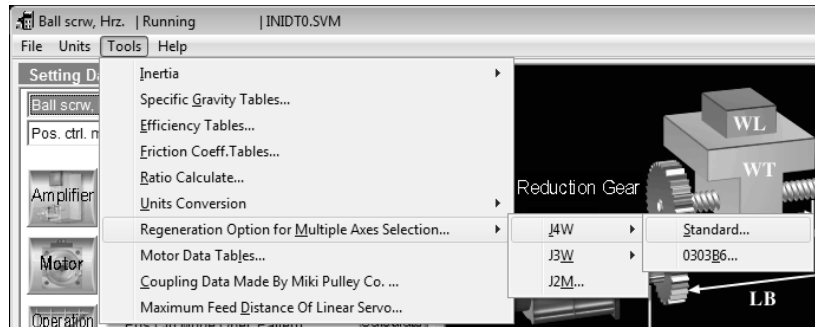 Ball scrw, Hrz. | Running | INIDT0.SVM
File Units Tools Help
Setting D
Ball scrw,
Pos. ctrl. m
Amplifier
Motor
Operation
Inertia
Specific Gravity Tables...
Efficiency Tables...
Friction Coeff.Tables...
Ratio Calculate...
Units Conversion
Regeneration Option for Multiple Axes Selection...
Motor Data Tables...
Coupling Data Made By Miki Pulley Co. ...
Maximum Feed Distance Of Linear Servo...
J4W
J3W
J2M...
Standard...
0303B6...
Reduction Gear
WL
WT
LB